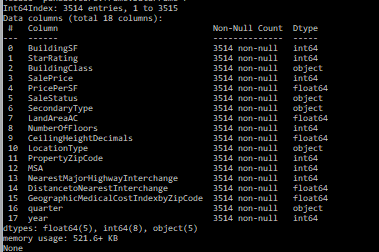 Int64Index: 3514 entries, 1 to 3515
Data columns (total 18 columns):
 #   Column                              Non-Null Count  Dtype
---  ------                              --------------  -----
 0   BuildingSF                          3514 non-null   int64
 1   StarRating                          3514 non-null   int64
 2   BuildingClass                       3514 non-null   object
 3   SalePrice                           3514 non-null   int64
 4   PricePerSF                          3514 non-null   float64
 5   SaleStatus                          3514 non-null   object
 6   SecondaryType                       3514 non-null   object
 7   LandAreaAC                          3514 non-null   float64
 8   NumberOfFloors                      3514 non-null   int64
 9   CeilingHeightDecimals               3514 non-null   float64
 10  LocationType                        3514 non-null   object
 11  PropertyZipCode                     3514 non-null   int64
 12  MSA                                 3514 non-null   int64
 13  NearestMajorHighwayInterchange      3514 non-null   int64
 14  DistancetoNearestInterchange        3514 non-null   float64
 15  GeographicMedicalCostIndexbyZipCode 3514 non-null   float64
 16  quarter                             3514 non-null   object
 17  year                                3514 non-null   int64
dtypes: float64(5), int64(8), object(5)
memory usage: 521.6+ KB
None